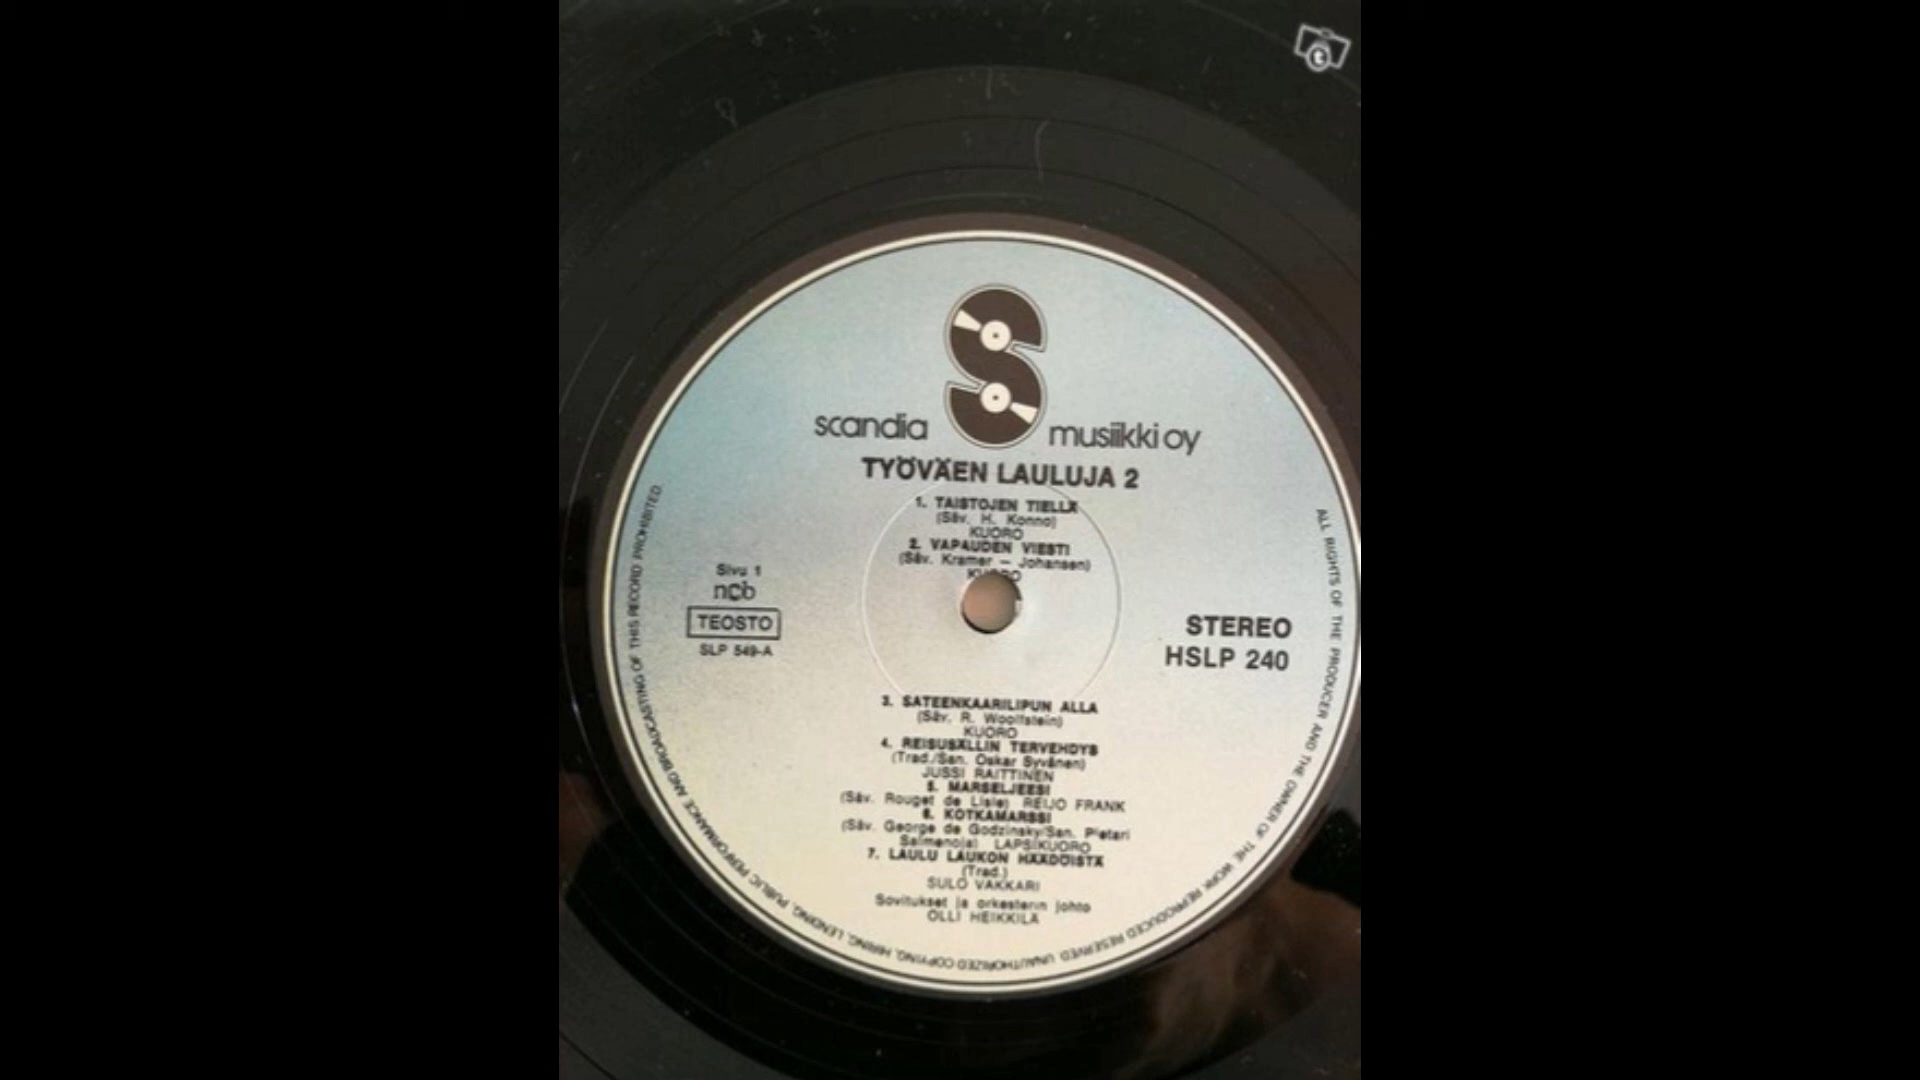 scandia musiikki oy
TYÖVÄEN LAULUJA 2
1. TAISTOJEN TIELLÄ
(Säv. H. Konno)
KUORO
2. VAPAUDEN VIESTI
(Säv. Kramer – Johansen)
KUORO
Sivu 1
ncb
TEOSTO
SLP 549-A
STEREO
HSLP 240
3. SATEENKAARILIPUN ALLA
(Säv. R. Woolfstein)
KUORO
4. REISUSÄLLIN TERVEHDYS
(Trad./San. Oskar Syvänen)
JUSSI RAITTINEN
5. MARSELJEESI
(Säv. Rouget de Lisle) REIJO FRANK
6. KOTKAMARSSI
(Säv. George de Godzinsky/San. Pietari
Salmenoja) LAPSIKUORO
7. LAULU LAUKON HÄÄDÖISTÄ
(Trad.)
SULO VAKKARI
Sovitukset ja orkesterin johto
OLLI HEIKKILÄ
ALL RIGHTS OF THE PRODUCER AND THE OWNER OF THE WORK REPRODUCED RESERVED. UNAUTHORIZED COPYING, HIRING, LENDING, PUBLIC PERFORMANCE AND BROADCASTING OF THIS RECORD PROHIBITED.